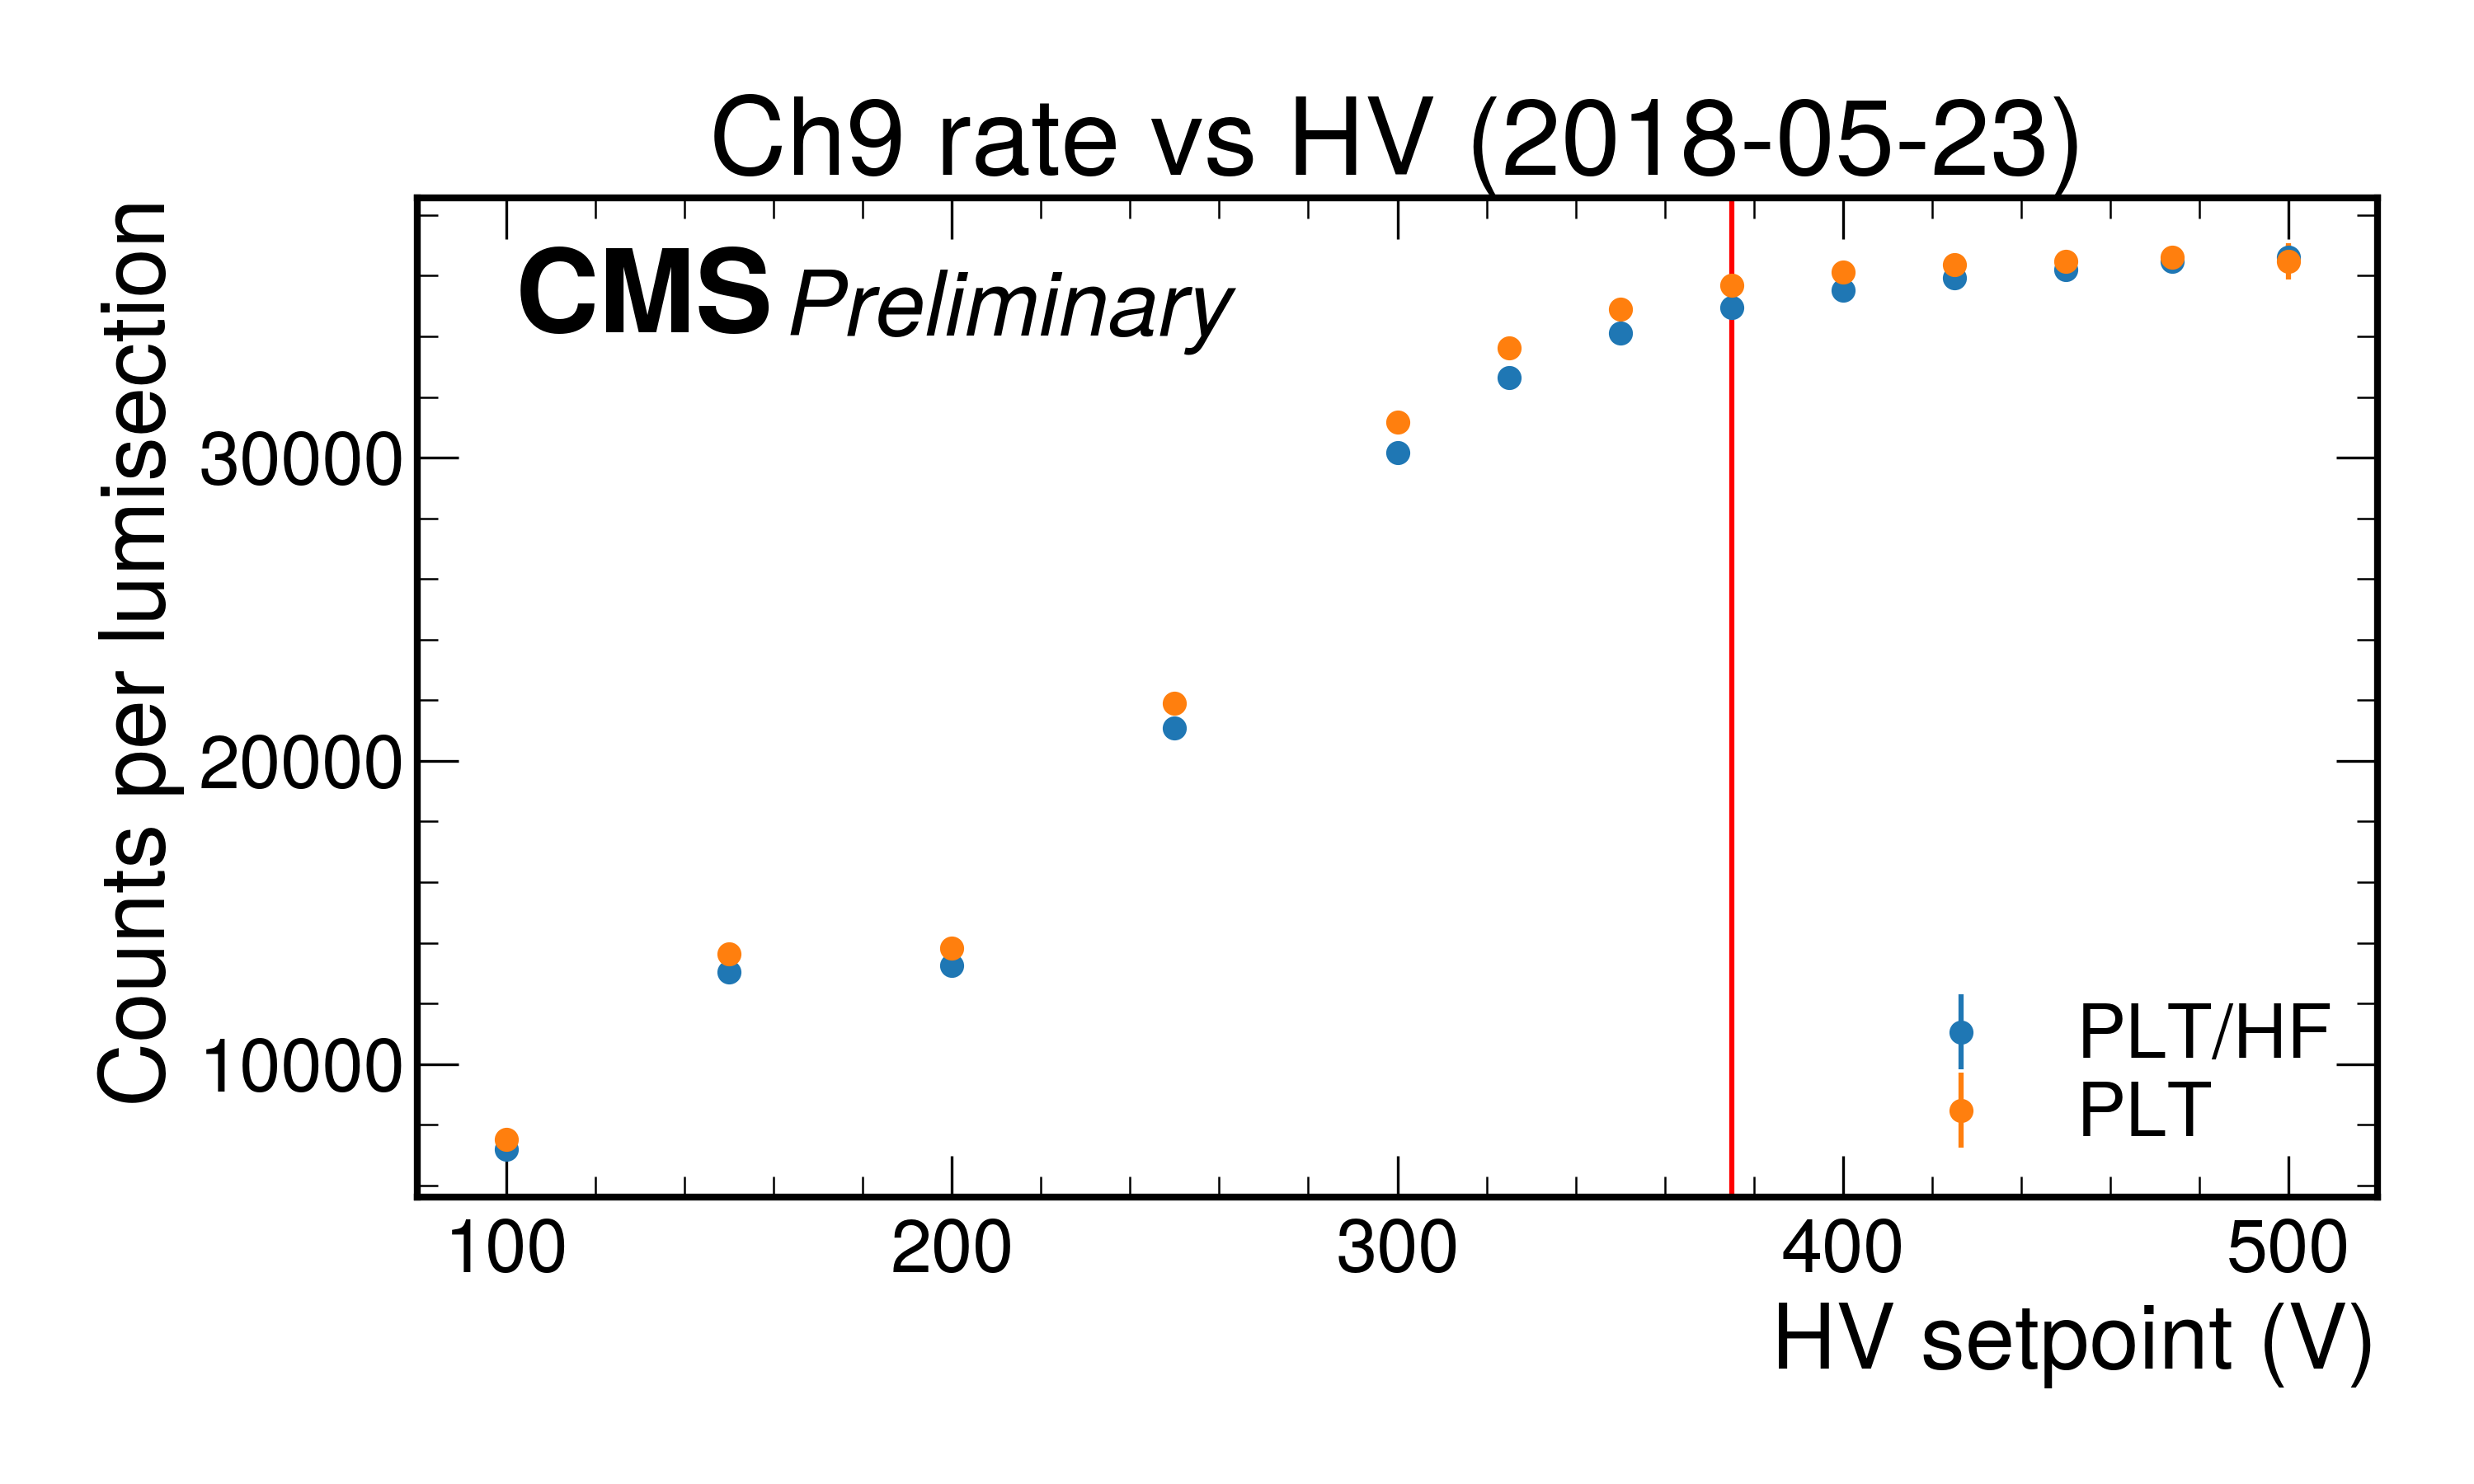 Ch9 rate vs HV (2018-05-23)
CMS Preliminary
Counts per lumisection
30000
20000
10000
PLT/HF
PLT
100 200 300 400 500
HV setpoint (V)